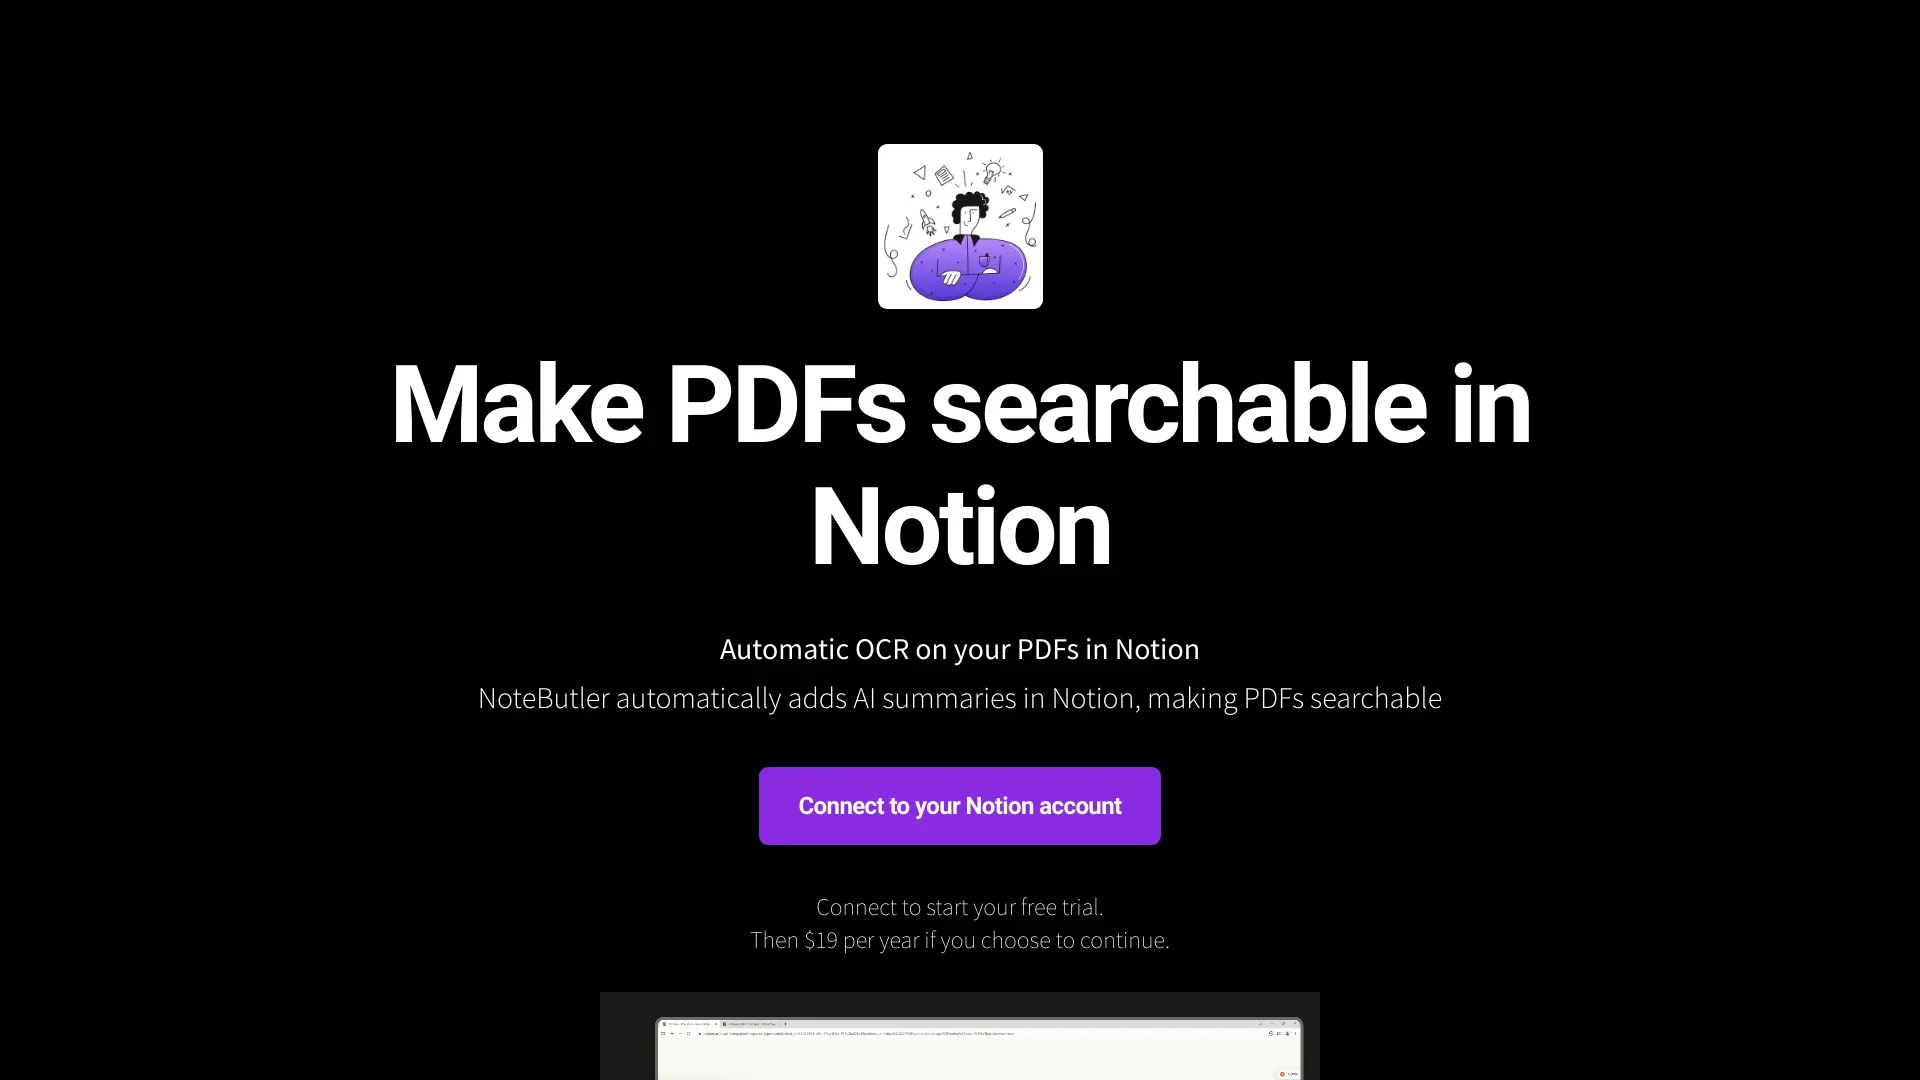 Make PDFs searchable in
Notion
Automatic OCR on your PDFs in Notion
NoteButler automatically adds AI summaries in Notion, making PDFs searchable
Connect to your Notion account
Connect to start your free trial.
Then $19 per year if you choose to continue.